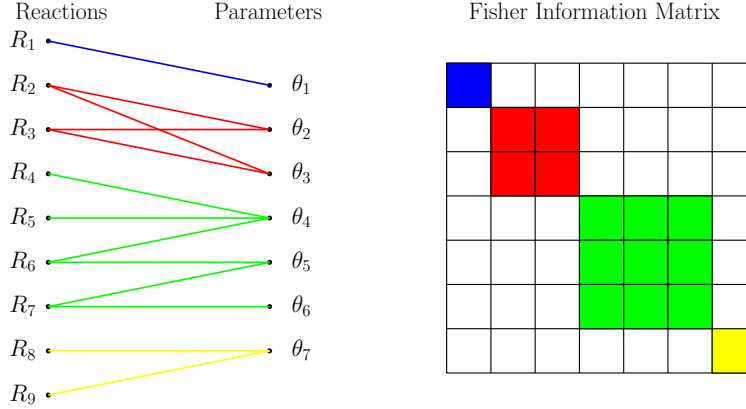 Reactions Parameters Fisher Information Matrix
R1
R2 θ1
R3 θ2
R4 θ3
R5 θ4
R6 θ5
R7 θ6
R8 θ7
R9